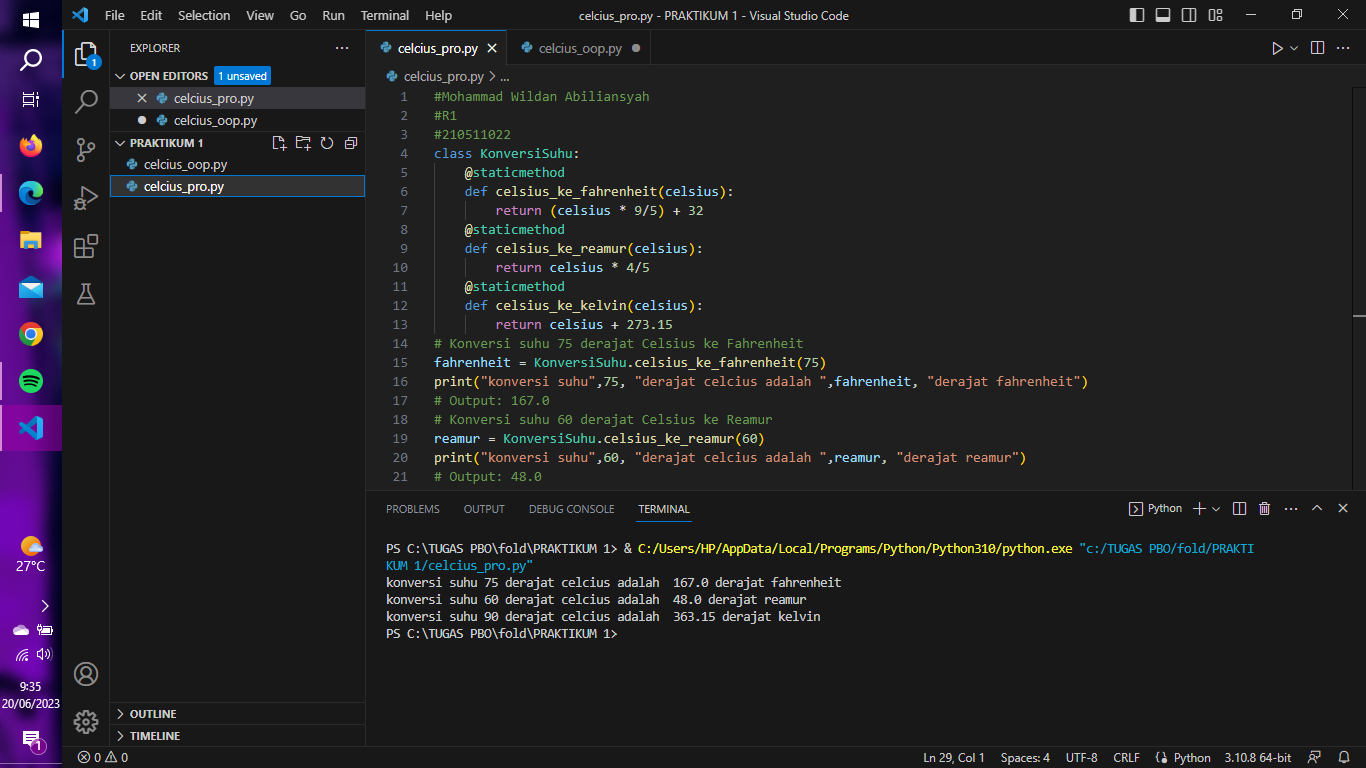 File Edit Selection View Go Run Terminal Help
celcius_pro.py - PRAKTIKUM 1 - Visual Studio Code
EXPLORER
OPEN EDITORS 1 unsaved
celcius_pro.py
celcius_oop.py
PRAKTIKUM 1
celcius_oop.py
celcius_pro.py
OUTLINE
TIMELINE
celcius_pro.py celcius_oop.py
celcius_pro.py > ...
1 #Mohammad Wildan Abiliansyah
2 #R1
3 #210511022
4 class KonversiSuhu:
5     @staticmethod
6     def celsius_ke_fahrenheit(celsius):
7         return (celsius * 9/5) + 32
8     @staticmethod
9     def celsius_ke_reamur(celsius):
10         return celsius * 4/5
11     @staticmethod
12     def celsius_ke_kelvin(celsius):
13         return celsius + 273.15
14 # Konversi suhu 75 derajat Celsius ke Fahrenheit
15 fahrenheit = KonversiSuhu.celsius_ke_fahrenheit(75)
16 print("konversi suhu",75, "derajat celcius adalah ",fahrenheit, "derajat fahrenheit")
17 # Output: 167.0
18 # Konversi suhu 60 derajat Celsius ke Reamur
19 reamur = KonversiSuhu.celsius_ke_reamur(60)
20 print("konversi suhu",60, "derajat celcius adalah ",reamur, "derajat reamur")
21 # Output: 48.0
PROBLEMS OUTPUT DEBUG CONSOLE TERMINAL
Python
PS C:\TUGAS PBO\fold\PRAKTIKUM 1> & C:/Users/HP/AppData/Local/Programs/Python/Python310/python.exe "c:/TUGAS PBO/fold/PRAKTI
KUM 1/celcius_pro.py"
konversi suhu 75 derajat celcius adalah  167.0 derajat fahrenheit
konversi suhu 60 derajat celcius adalah  48.0 derajat reamur
konversi suhu 90 derajat celcius adalah  363.15 derajat kelvin
PS C:\TUGAS PBO\fold\PRAKTIKUM 1>
0 0
Ln 29, Col 1 Spaces: 4 UTF-8 CRLF Python 3.10.8 64-bit
1
27°C
9:35
20/06/2023
1